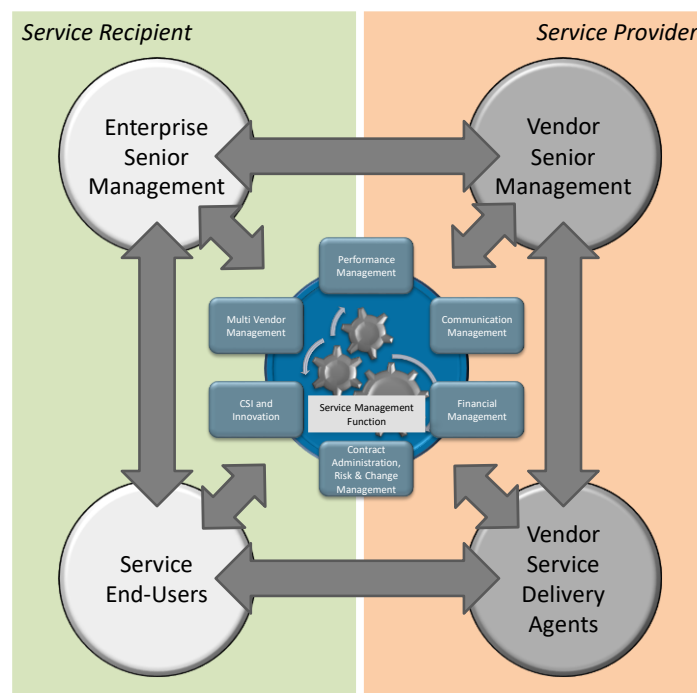 Service Recipient
Service Provider
Enterprise
Senior
Management
Vendor
Senior
Management
Performance
Management
Multi Vendor
Management
Communication
Management
CSI and
Innovation
Service Management
Function
Financial
Management
Contract
Administration,
Risk & Change
Management
Service
End-Users
Vendor
Service
Delivery
Agents